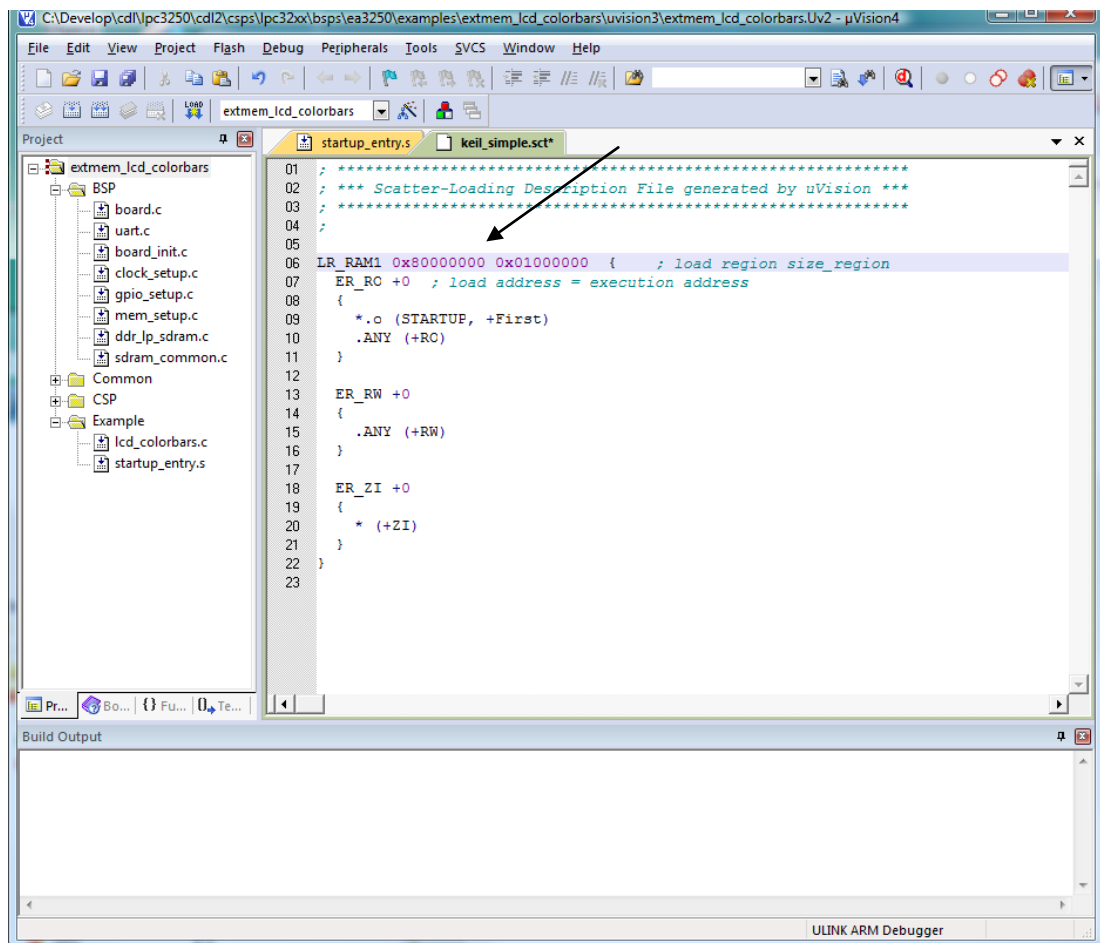 C:\Develop\cdl\lpc3250\cdl2\csps\lpc32xx\bsps\ea3250\examples\extmem_lcd_colorbars\uvision3\extmem_lcd_colorbars.Uv2 - µVision4
File Edit View Project Flash Debug Peripherals Tools SVCS Window Help
LOAD extmem_lcd_colorbars
Project
extmem_lcd_colorbars
BSP
board.c
uart.c
board_init.c
clock_setup.c
gpio_setup.c
mem_setup.c
ddr_lp_sdram.c
sdram_common.c
Common
CSP
Example
lcd_colorbars.c
startup_entry.s
Pr... Bo... {} Fu... 0 Te...
startup_entry.s keil_simple.sct*
01 ; *************************************************************
02 ; *** Scatter-Loading Description File generated by uVision ***
03 ; *************************************************************
04 ;
05
06 LR_RAM1 0x80000000 0x01000000 { ; load region size_region
07 ER_RO +0 ; load address = execution address
08 {
09 *.o (STARTUP, +First)
10 .ANY (+RO)
11 }
12
13 ER_RW +0
14 {
15 .ANY (+RW)
16 }
17
18 ER_ZI +0
19 {
20 * (+ZI)
21 }
22 }
23
Build Output
ULINK ARM Debugger